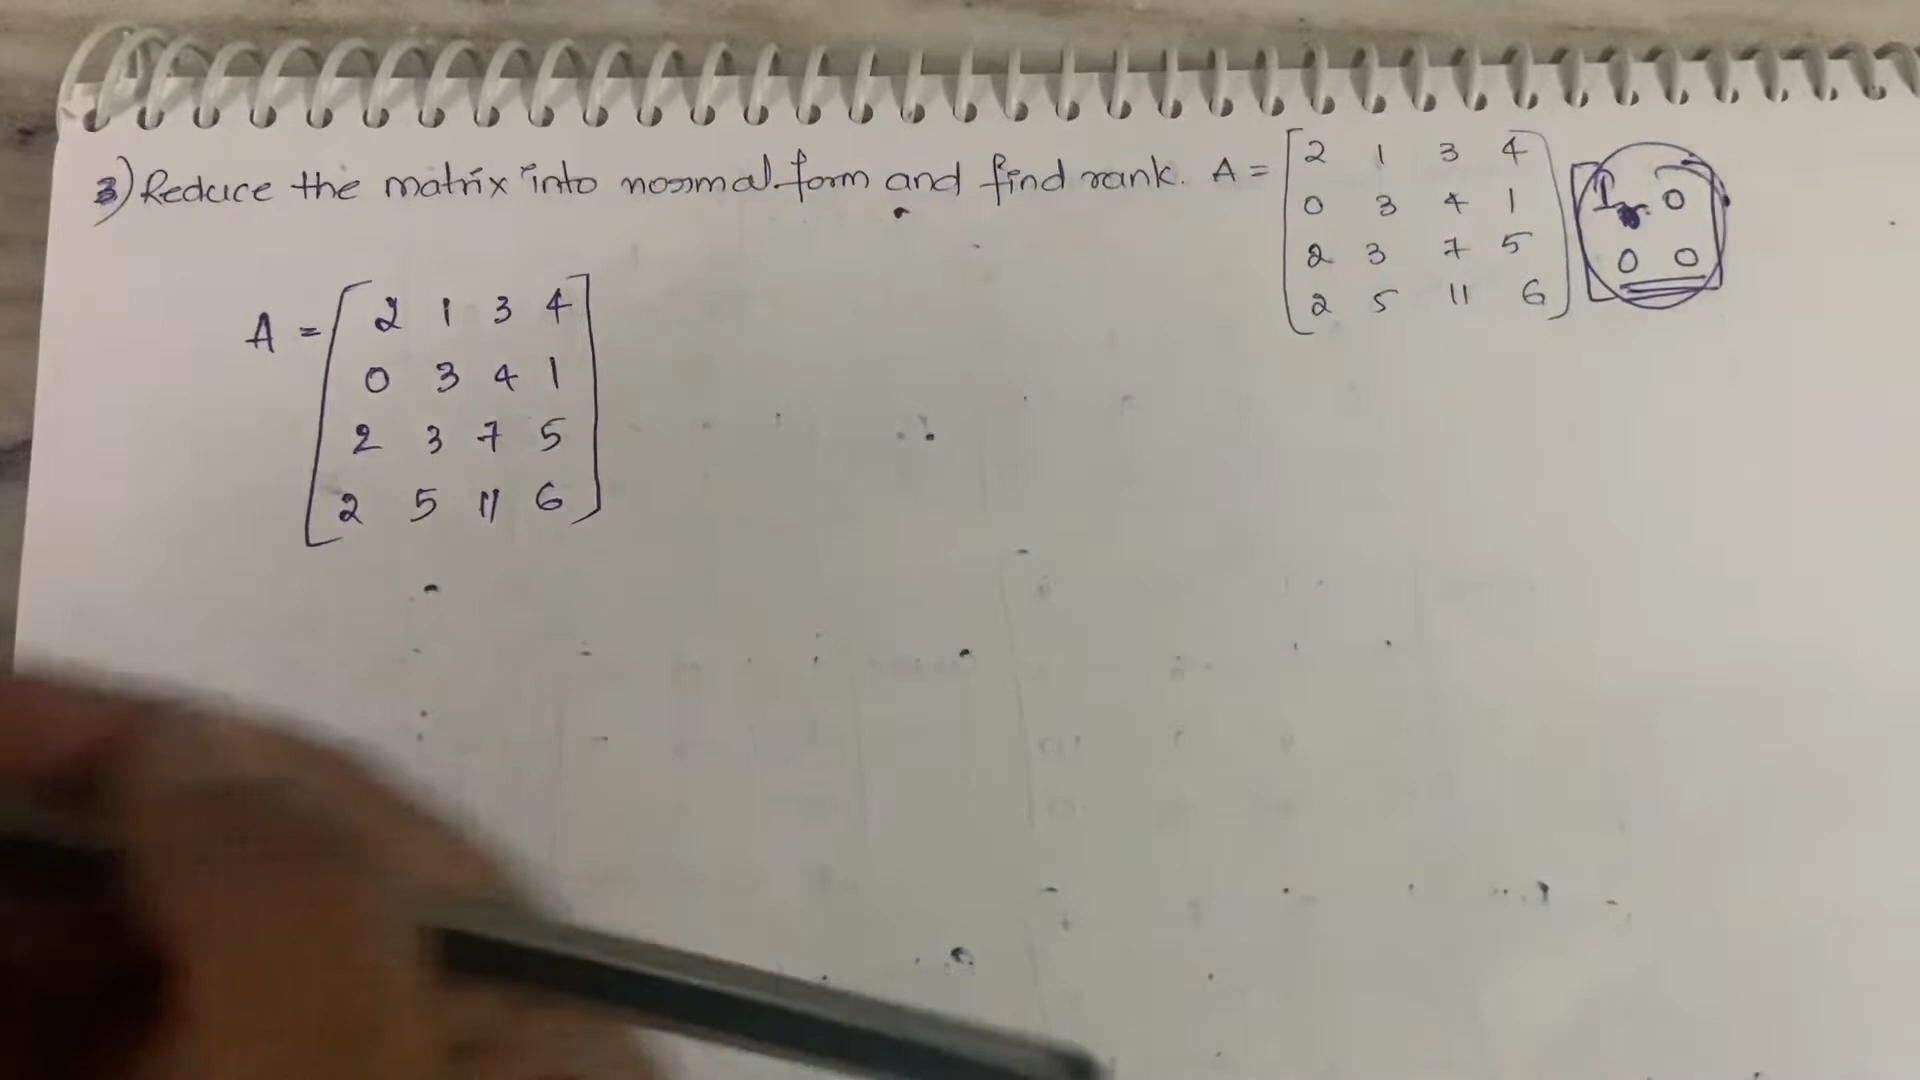 3) Reduce the matrix into normal form and find rank. A = [2 1 3 4
0 3 4 1
2 3 7 5
2 5 11 6]
[I_r 0
0 0]
A = [2 1 3 4
0 3 4 1
2 3 7 5
2 5 11 6]